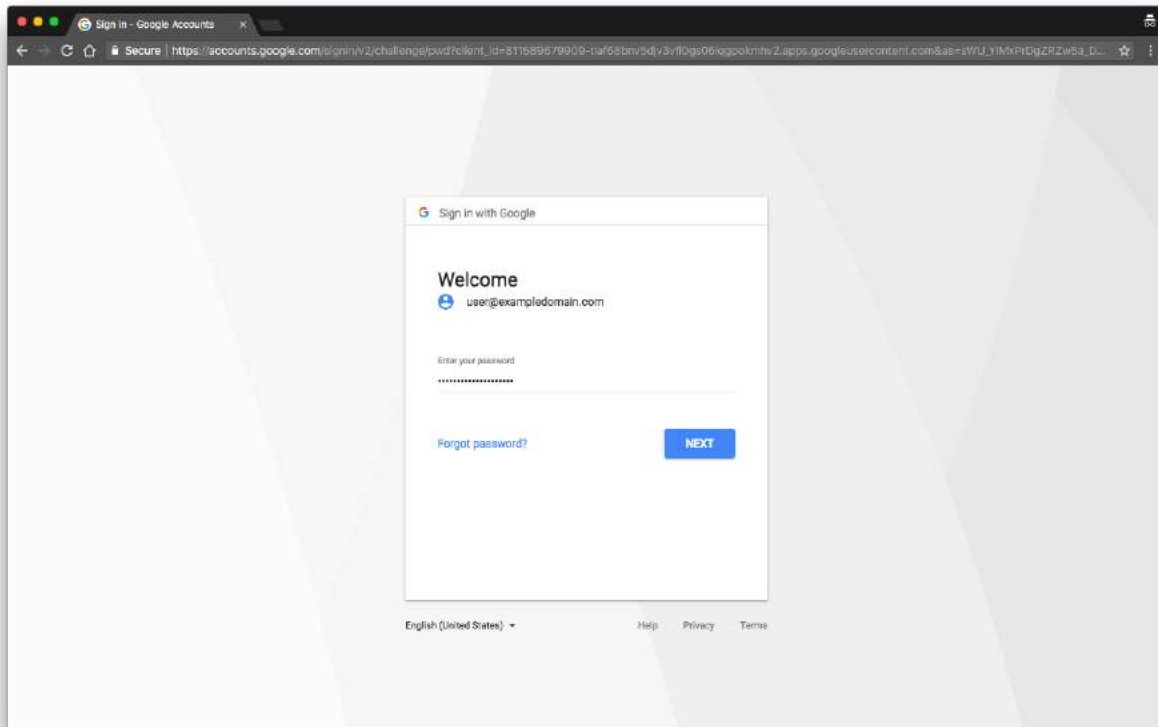 Sign in - Google Accounts
Secure | https://accounts.google.com/signin/v2/challenge/pwd?client_id=
Sign in with Google
Welcome
user@exampledomain.com
Enter your password
Forgot password?
NEXT
English (United States)
Help Privacy Terms